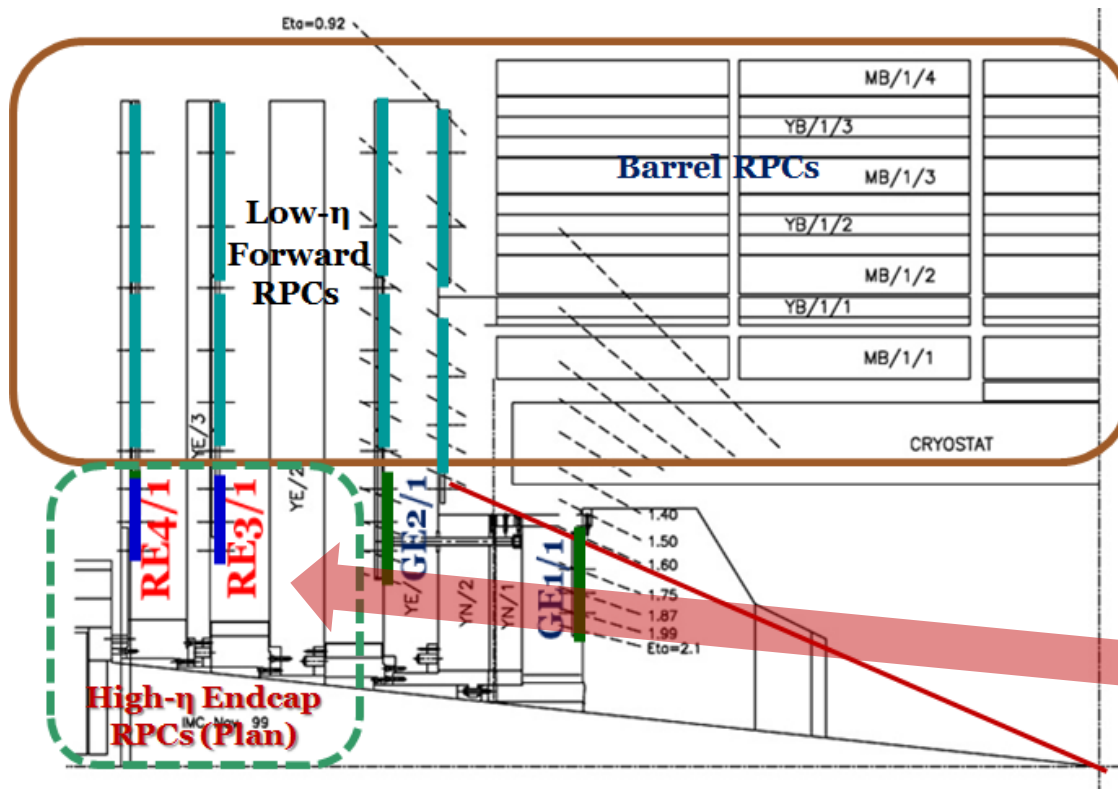 Eta=0.92
MB/1/4
YB/1/3
Barrel RPCs
MB/1/3
Low-η
Forward
RPCs
YB/1/2
MB/1/2
YB/1/1
MB/1/1
YE/3
CRYOSTAT
YE/2
RE4/1
RE3/1
GE2/1
GE1/1
YE/
YN/2
YN/1
1.40
1.50
1.60
1.75
1.87
1.99
Eta=2.1
High-η Endcap
IMC Nov 99
RPCs (Plan)